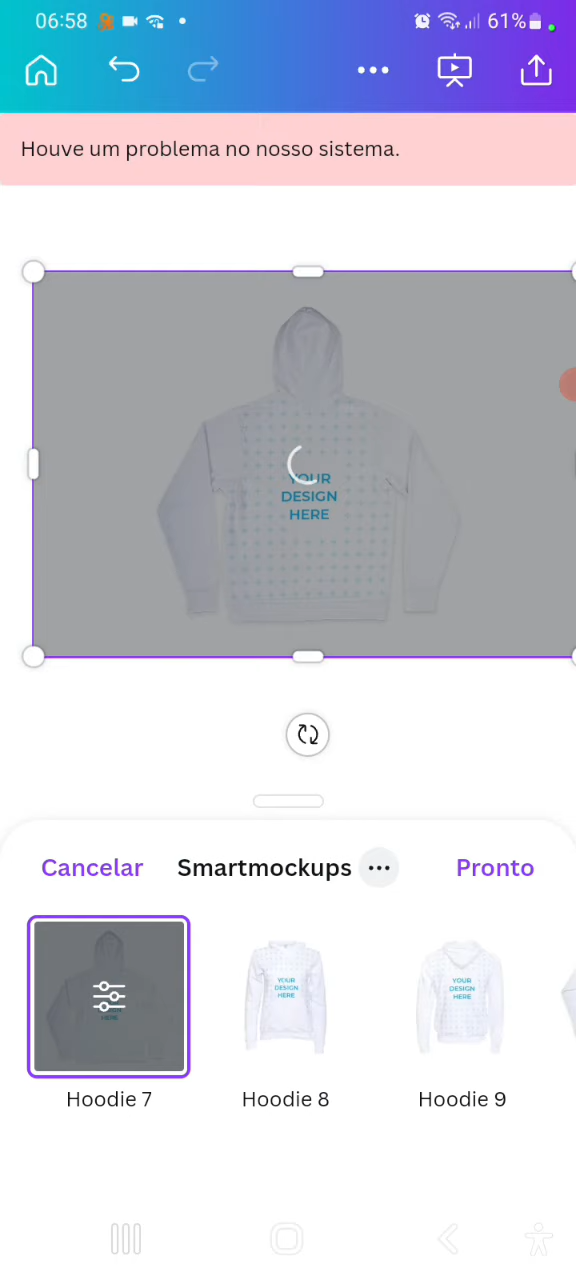 06:58
61%
Houve um problema no nosso sistema.
YOUR
DESIGN
HERE
Cancelar
Smartmockups
Pronto
YOUR
DESIGN
HERE
YOUR
DESIGN
HERE
Hoodie 7
Hoodie 8
Hoodie 9